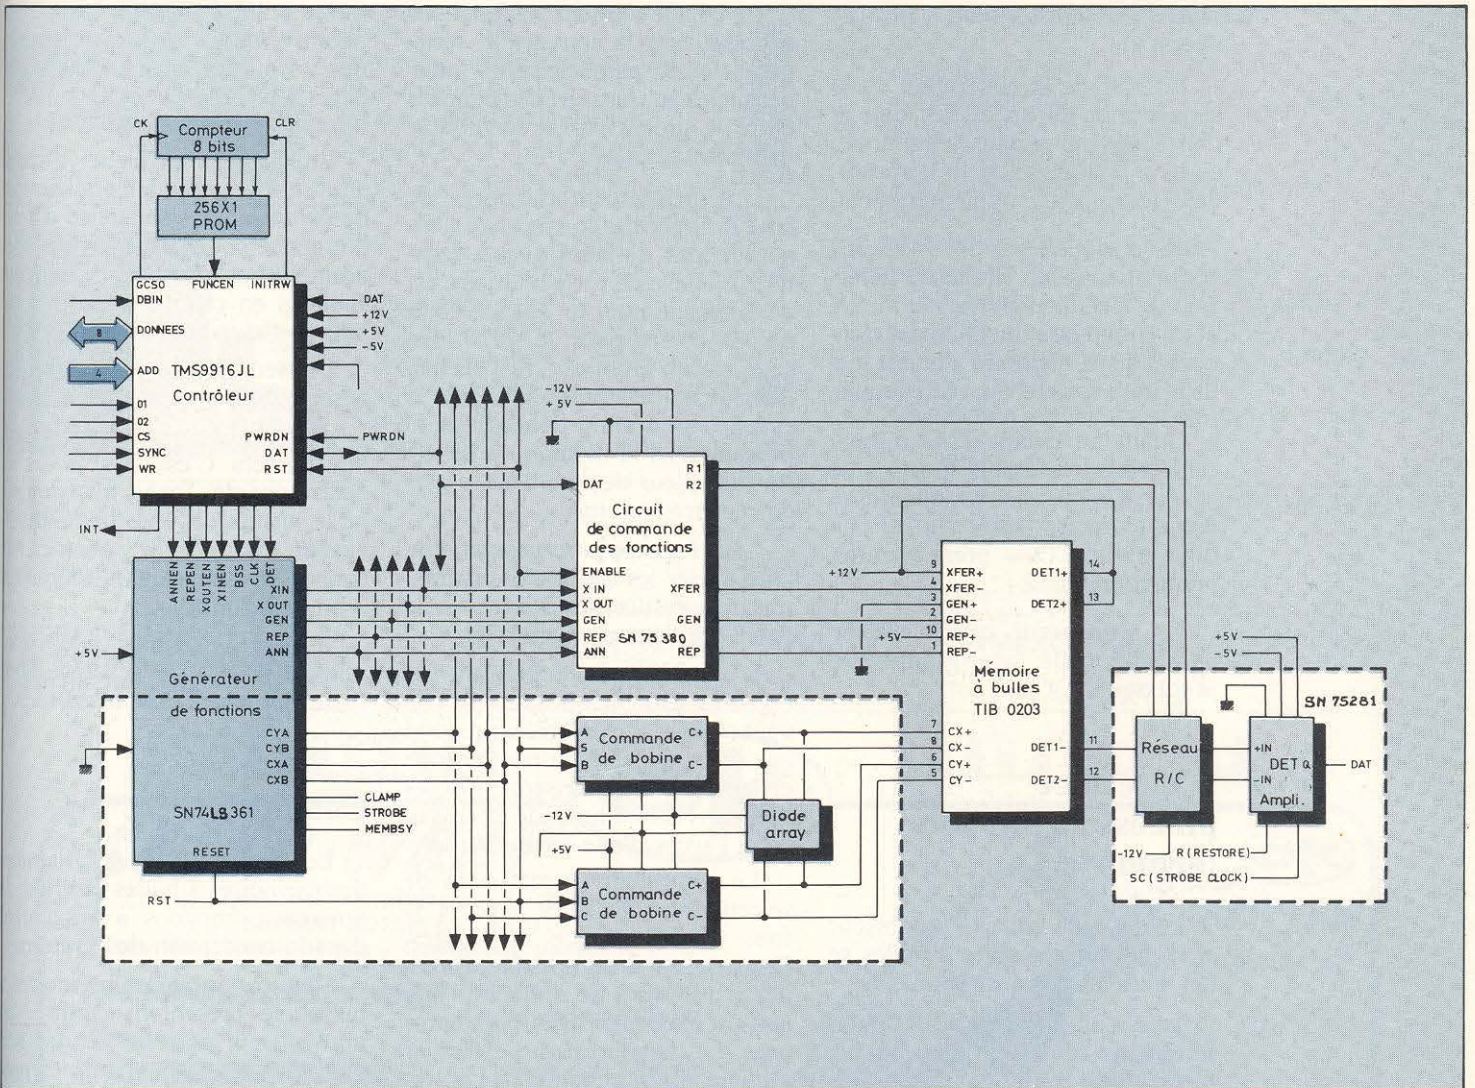 CK
CLR
Compteur
8 bits
256X1
PROM
GCSO FUNCEN INITRW
DBIN
DAT
+12V
DONNEES
8
+5V
-5V
ADD
4
TMS9916JL
Contrôleur
01
02
CS
PWRDN
PWRDN
SYNC
DAT
WR
RST
INT
ANNEN
REPEN
XOUTEN
XINEN
BSS
CLK
DET
XIN
X OUT
GEN
REP
ANN
+5V
Générateur
de fonctions
CYA
CYB
CXA
CXB
CLAMP
STROBE
MEMBSY
SN74LS361
RESET
RST
-12V
+5V
R1
R2
DAT
Circuit
de commande
des fonctions
ENABLE
X IN
XFER
X OUT
GEN
GEN
REP
SN 75 380
ANN
REP
A
S
B
Commande
de bobine
C+
C-
-12V
+5V
Diode
array
A
B
C
Commande
de bobine
C+
C-
+12V
9
XFER+
4
XFER-
3
GEN+
2
GEN-
+5V
10
REP+
1
REP-
DET1+
14
DET2+
13
Mémoire
à bulles
TIB 0203
7
CX+
8
CX-
6
CY+
5
CY-
DET1-
11
DET2-
12
+5V
-5V
SN 75281
Réseau
R/C
+IN
DET
Q
-IN
Ampli.
DAT
-12V
R (RESTORE)
SC (STROBE CLOCK)